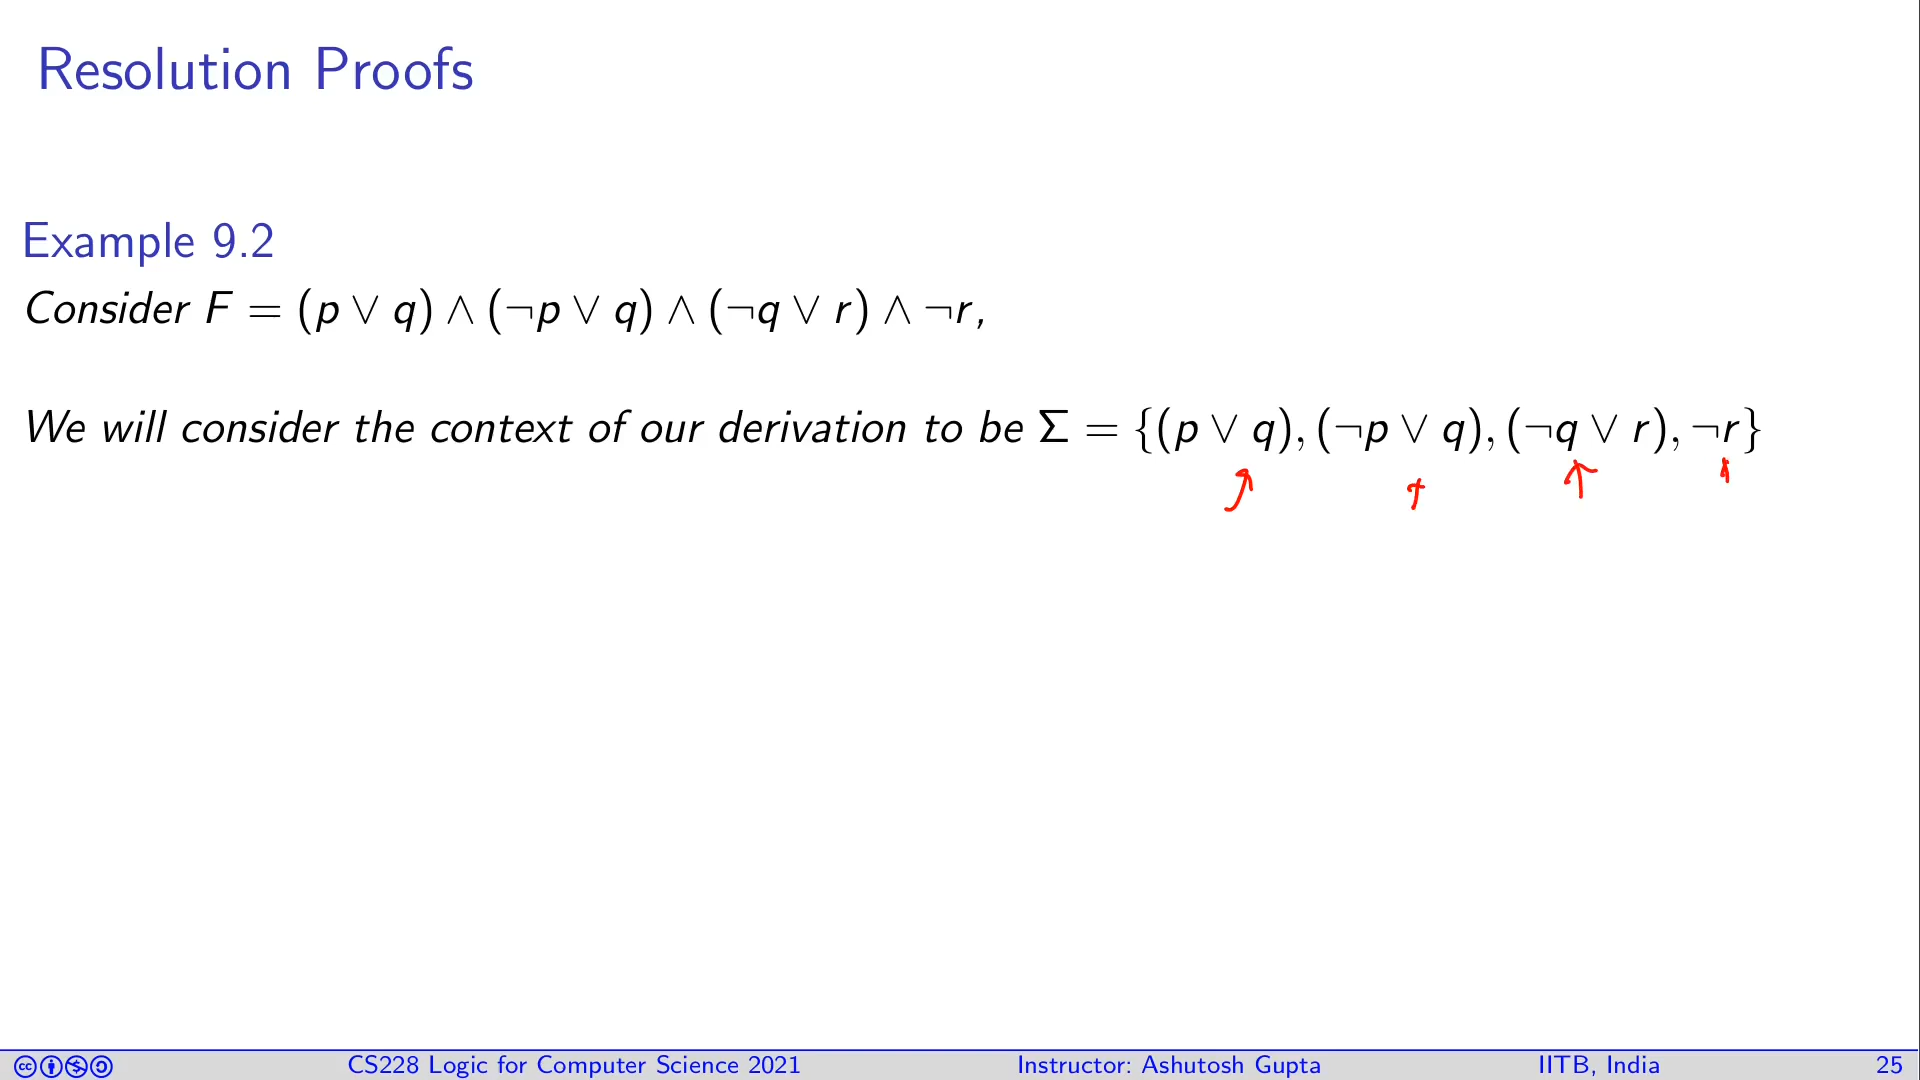 Resolution Proofs
Example 9.2
Consider F = (p ∨ q) ∧ (¬p ∨ q) ∧ (¬q ∨ r) ∧ ¬r,
We will consider the context of our derivation to be Σ = {(p ∨ q), (¬p ∨ q), (¬q ∨ r), ¬r}
CS228 Logic for Computer Science 2021 Instructor: Ashutosh Gupta IITB, India 25